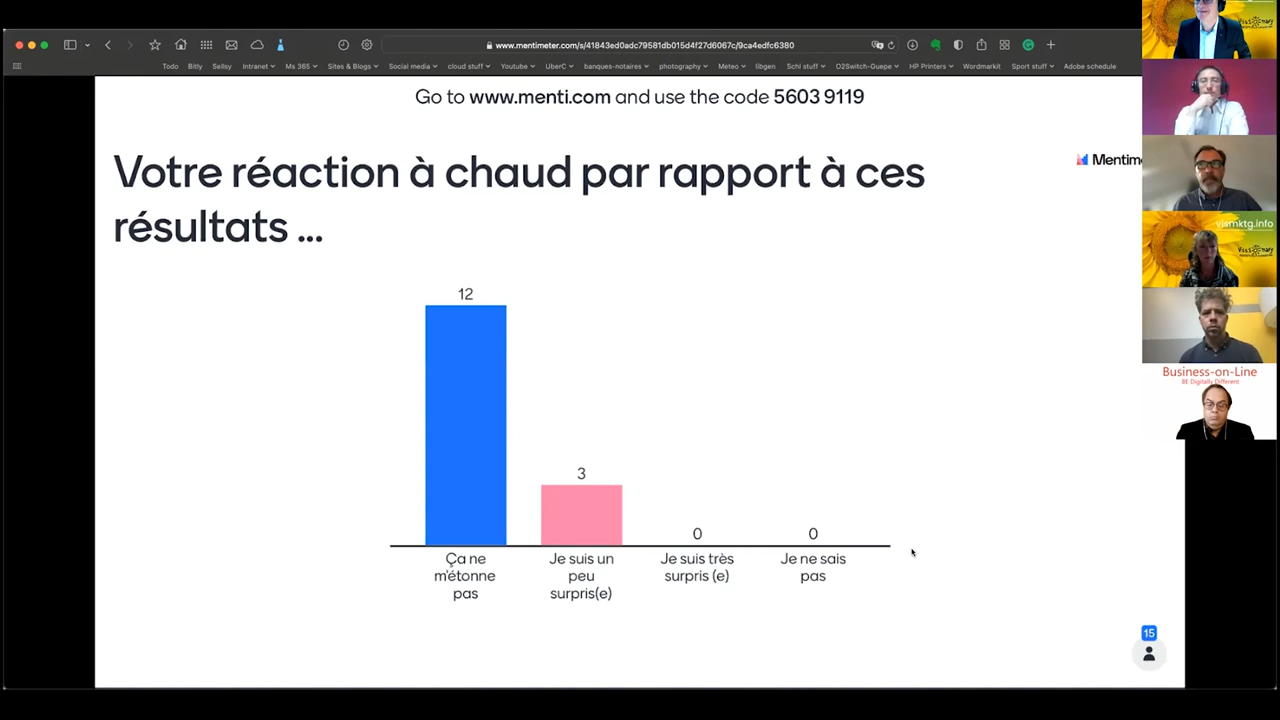 www.mentimeter.com/s/41843ed0adc79581db015d4f27d6067c/9ca4edfc6380
Todo Bitly Sellsy Intranet Ms 365 Sites & Blogs Social media cloud stuff Youtube UberC banques-notaires photography Meteo libgen Schi stuff O2Switch-Guepe HP Printers Wordmarkit Sport stuff Adobe schedule
Go to www.menti.com and use the code 5603 9119
Votre réaction à chaud par rapport à ces
résultats ...
Mentime
12
3
0
0
Ça ne
m'étonne
pas
Je suis un
peu
surpris(e)
Je suis très
surpris (e)
Je ne sais
pas
15
vismktg.info
Visionary
Business-on-Line
BE Digitally Different